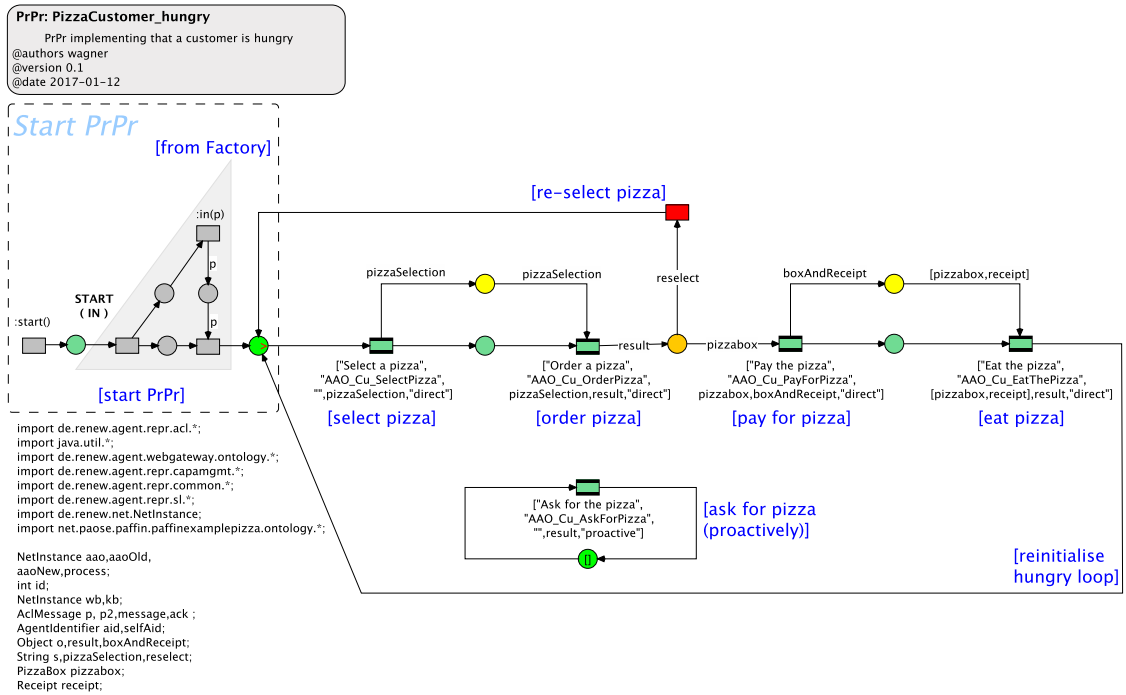 PrPr: PizzaCustomer_hungry
PrPr implementing that a customer is hungry
@authors wagner
@version 0.1
@date 2017-01-12
Start PrPr
[from Factory]
:in(p)
p
START
( IN )
:start()
p
[start PrPr]
[re-select pizza]
pizzaSelection
pizzaSelection
reselect
boxAndReceipt
[pizzabox,receipt]
result
pizzabox
["Select a pizza",
"AAO_Cu_SelectPizza",
"",pizzaSelection,"direct"]
[select pizza]
["Order a pizza",
"AAO_Cu_OrderPizza",
pizzaSelection,result,"direct"]
[order pizza]
["Pay the pizza",
"AAO_Cu_PayForPizza",
pizzabox,boxAndReceipt,"direct"]
[pay for pizza]
["Eat the pizza",
"AAO_Cu_EatThePizza",
[pizzabox,receipt],result,"direct"]
[eat pizza]
["Ask for the pizza",
"AAO_Cu_AskForPizza",
"",result,"proactive"]
[]
[ask for pizza
(proactively)]
[reinitialise
hungry loop]
import de.renew.agent.repr.acl.*;
import java.util.*;
import de.renew.agent.webgateway.ontology.*;
import de.renew.agent.repr.capamgmt.*;
import de.renew.agent.repr.common.*;
import de.renew.agent.repr.sl.*;
import de.renew.net.NetInstance;
import net.paose.paffin.paffinexamplepizza.ontology.*;
NetInstance aao,aaoOld,
aaoNew,process;
int id;
NetInstance wb,kb;
AclMessage p, p2,message,ack ;
AgentIdentifier aid,selfAid;
Object o,result,boxAndReceipt;
String s,pizzaSelection,reselect;
PizzaBox pizzabox;
Receipt receipt;